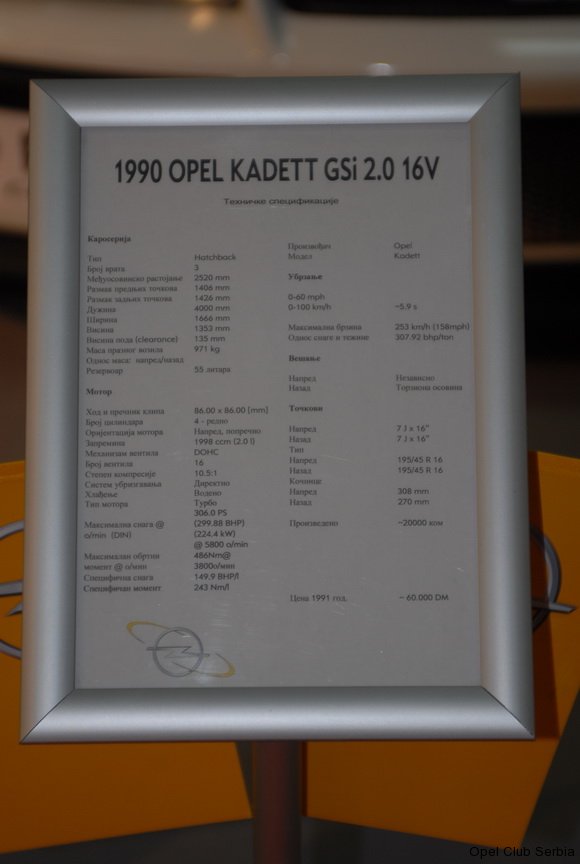 1990 OPEL KADETT GSi 2.0 16V
Техничке спецификације
Каросерија
Тип Hatchback
Број врата 3
Међуосовинско растојање 2520 mm
Размак предњих точкова 1406 mm
Размак задњих точкова 1426 mm
Дужина 4000 mm
Ширина 1666 mm
Висина 1353 mm
Висина пода (clearance) 135 mm
Маса празног возила 971 kg
Однос маса: напред/назад
Резервоар 55 литара
Мотор
Ход и пречник клипа 86.00 x 86.00 (mm)
Број цилиндара 4 - редно
Оријентација мотора Напред, попречно
Запремина 1998 ccm (2.0 l)
Механизам вентила DOHC
Број вентила 16
Степен компресије 10.5:1
Систем убризгавања Директно
Хлађење Водено
Тип мотора Турбо
306.0 PS
Максимална снага @ (299.88 BHP)
o/min (DIN) (224.4 kW)
@ 5800 o/min
Максималан обртни 486Nm@
момент @ о/мин 3800о/мин
Специфична снага 149.9 BHP/l
Специфичан момент 243 Nm/l
Произвођач Opel
Модел Kadett
Убрзање
0-60 mph
0-100 km/h ~5.9 s
Максимална брзина 253 km/h (158mph)
Однос снаге и тежине 307.92 bhp/ton
Вешање
Напред Независно
Назад Торзиона осовина
Точкови
Напред 7 J x 16"
Назад 7 J x 16"
Тип
Напред 195/45 R 16
Назад 195/45 R 16
Кочнице
Напред 308 mm
Назад 270 mm
Произведено ~20000 ком
Цена 1991 год. ~ 60.000 DM
Opel Club Serbia